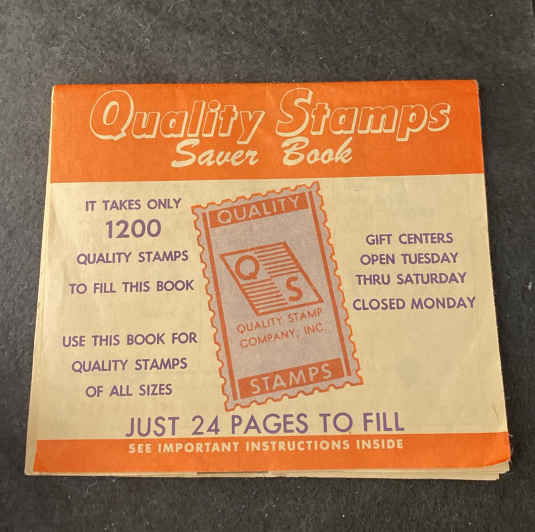 Quality Stamps
Saver Book
IT TAKES ONLY
1200
QUALITY STAMPS
TO FILL THIS BOOK
USE THIS BOOK FOR
QUALITY STAMPS
OF ALL SIZES
QUALITY
Q
S
QUALITY STAMP
COMPANY, INC.
STAMPS
GIFT CENTERS
OPEN TUESDAY
THRU SATURDAY
CLOSED MONDAY
JUST 24 PAGES TO FILL
SEE IMPORTANT INSTRUCTIONS INSIDE